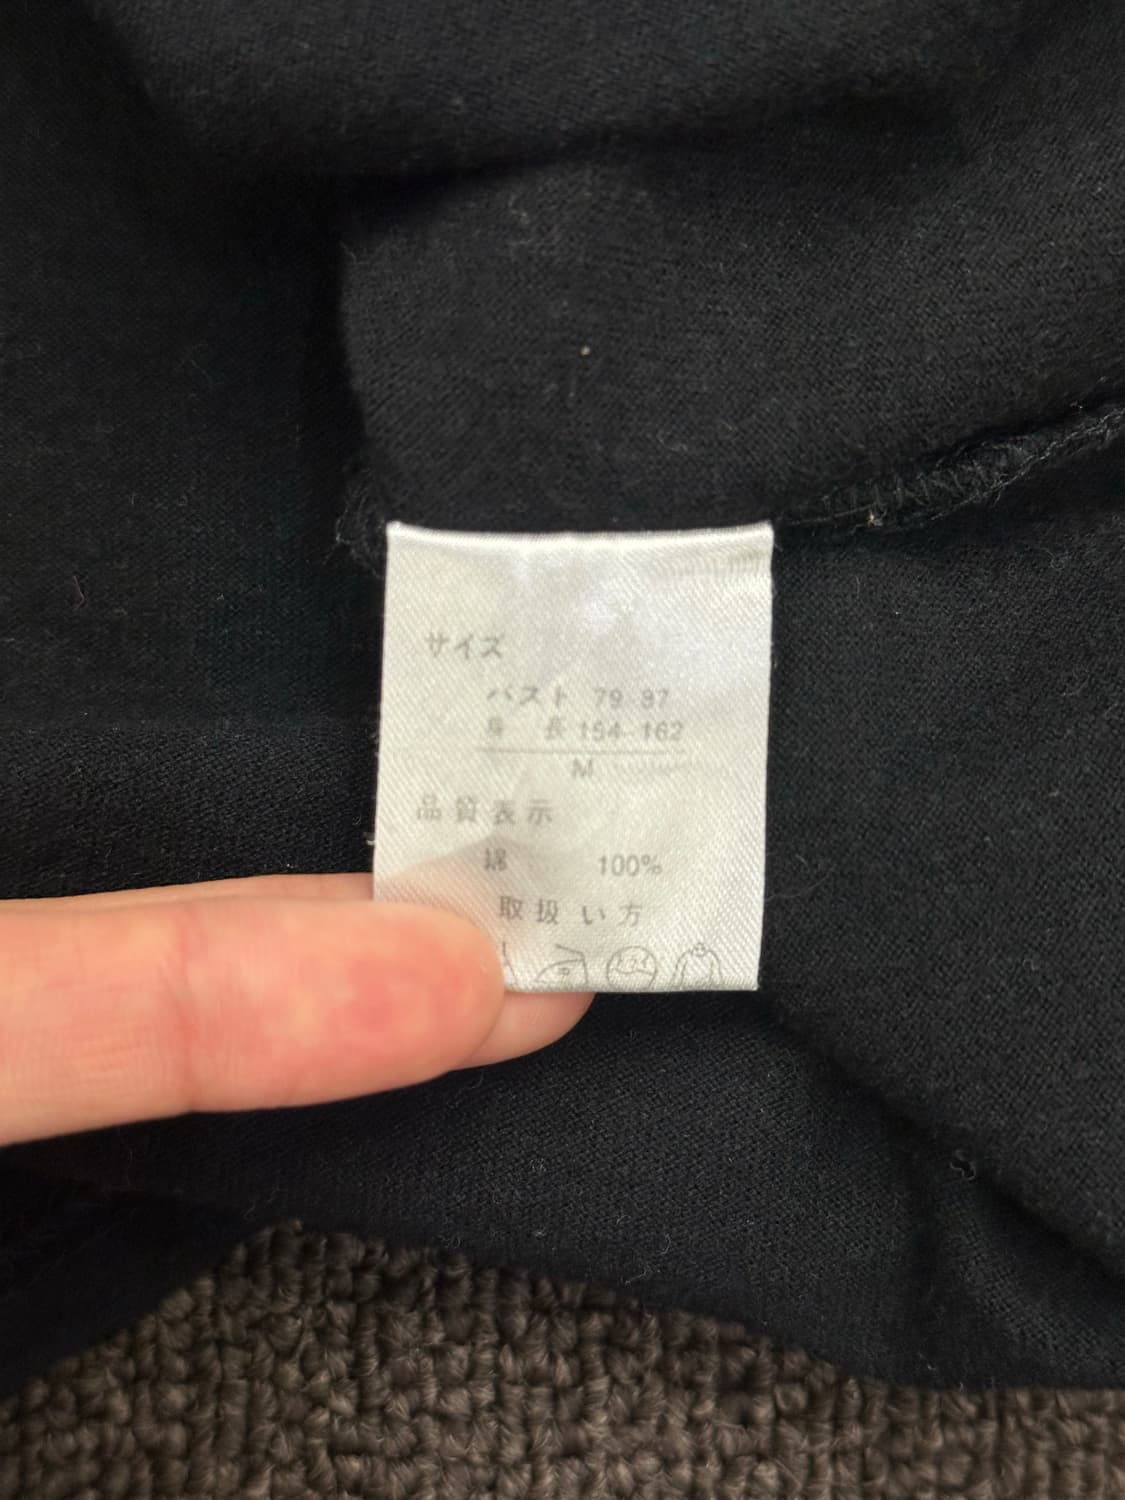 サイズ
バスト 79-87
身 長 154-162
M
品質表示
綿 100%
取扱い方